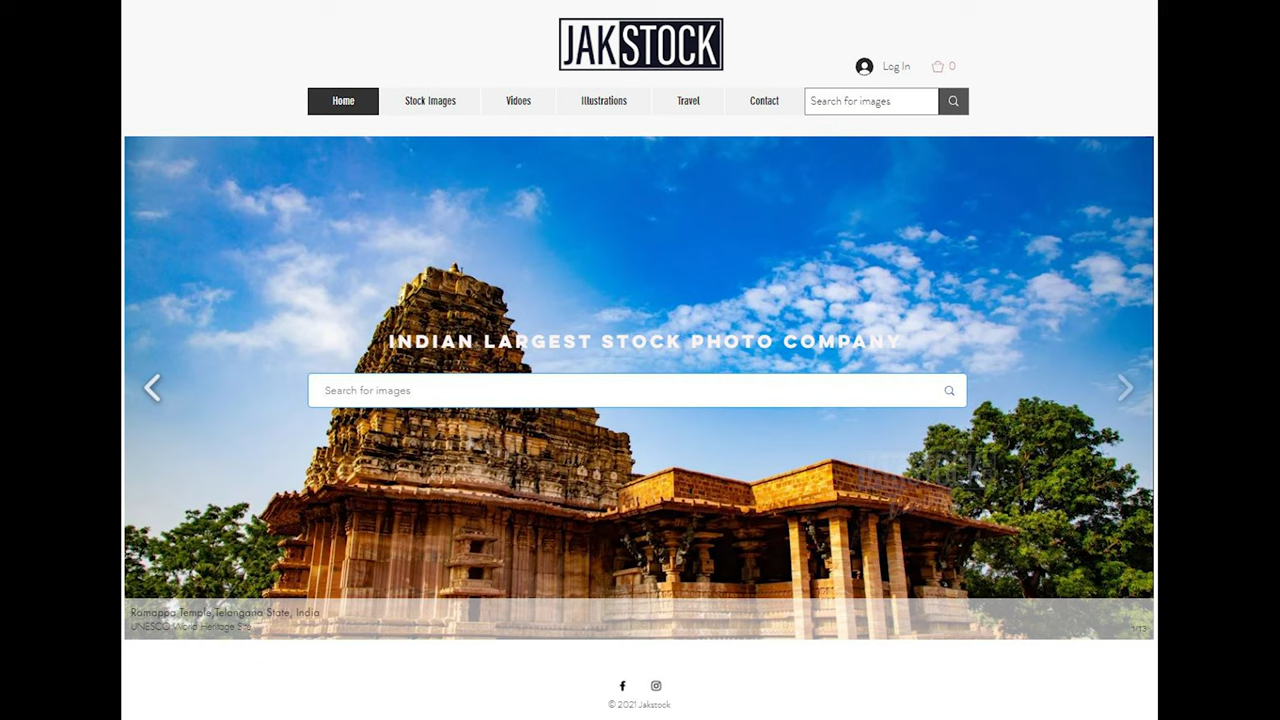 JAKSTOCK
Log In
0
Home
Stock Images
Vidoes
Illustrations
Travel
Contact
Search for images
INDIAN LARGEST STOCK PHOTO COMPANY
Search for images
Ramappa Temple,Telangana State, India
UNESCO World Heritage Site
1/13
© 2021 Jakstock